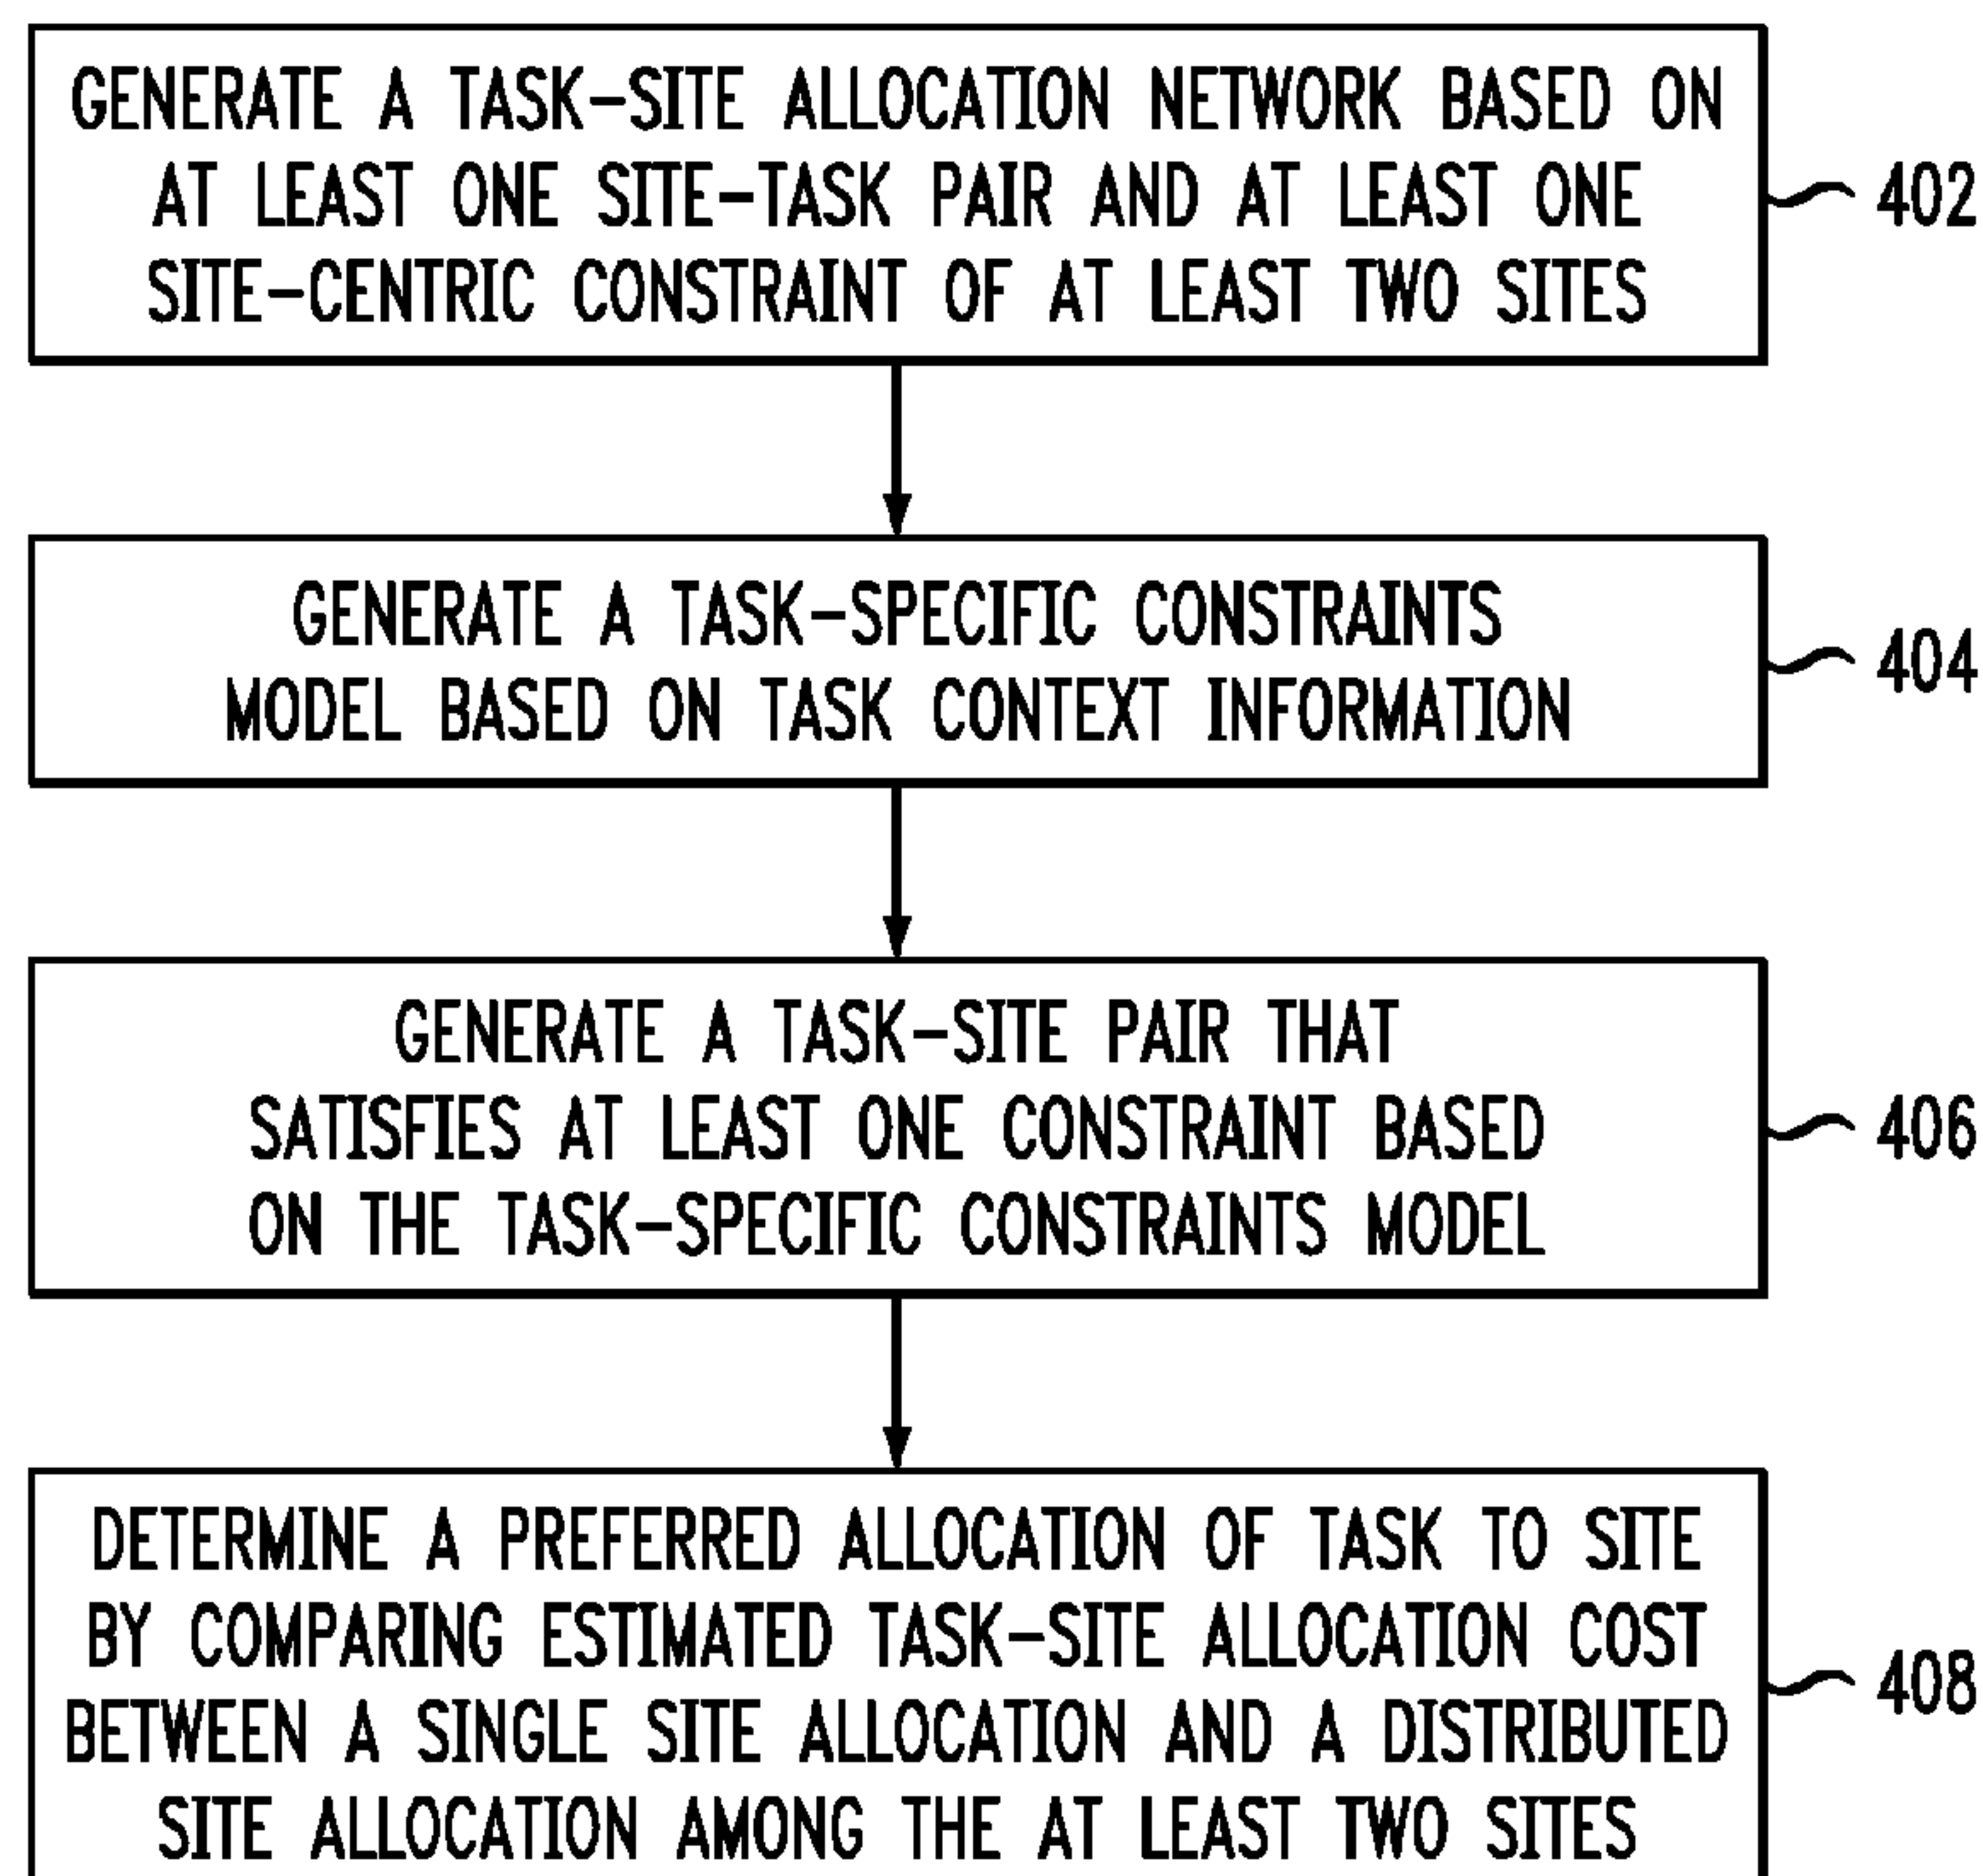 GENERATE A TASK-SITE ALLOCATION NETWORK BASED ON
AT LEAST ONE SITE-TASK PAIR AND AT LEAST ONE
SITE-CENTRIC CONSTRAINT OF AT LEAST TWO SITES
402
GENERATE A TASK-SPECIFIC CONSTRAINTS
MODEL BASED ON TASK CONTEXT INFORMATION
404
GENERATE A TASK-SITE PAIR THAT
SATISFIES AT LEAST ONE CONSTRAINT BASED
ON THE TASK-SPECIFIC CONSTRAINTS MODEL
406
DETERMINE A PREFERRED ALLOCATION OF TASK TO SITE
BY COMPARING ESTIMATED TASK-SITE ALLOCATION COST
BETWEEN A SINGLE SITE ALLOCATION AND A DISTRIBUTED
SITE ALLOCATION AMONG THE AT LEAST TWO SITES
408